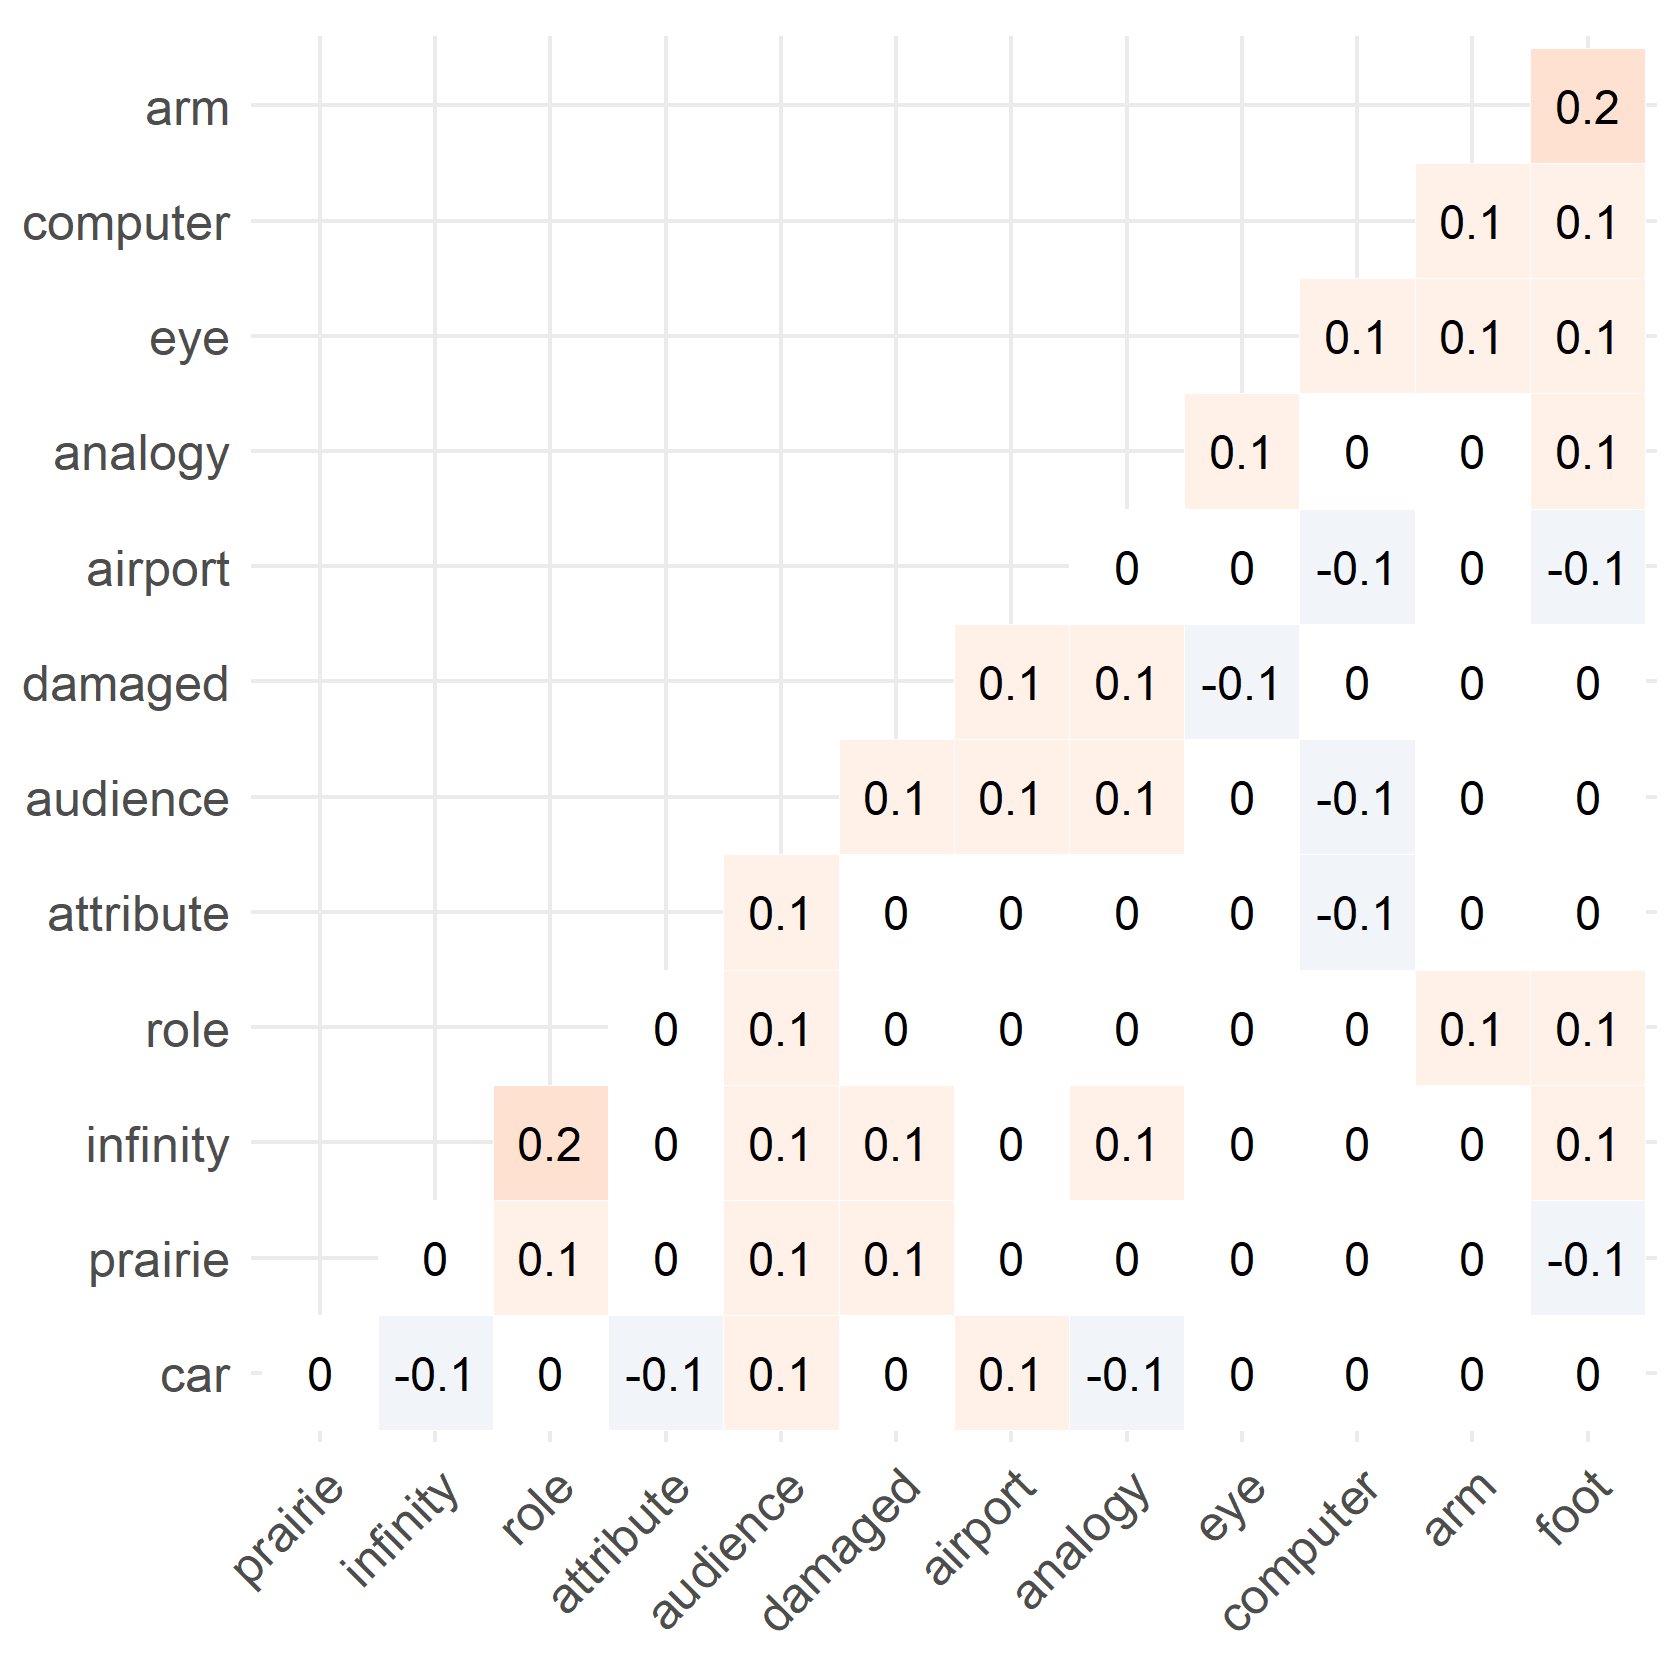 arm 0.2
computer 0.1 0.1
eye 0.1 0.1 0.1
analogy 0.1 0 0 0.1
airport 0 0 -0.1 0 -0.1
damaged 0.1 0.1 -0.1 0 0 0
audience 0.1 0.1 0.1 0 -0.1 0 0
attribute 0.1 0 0 0 0 -0.1 0 0
role 0 0.1 0 0 0 0 0 0.1 0.1
infinity 0.2 0 0.1 0.1 0 0.1 0 0 0 0.1
prairie 0 0.1 0 0.1 0.1 0 0 0 0 0 -0.1
car 0 -0.1 0 -0.1 0.1 0 0.1 -0.1 0 0 0 0
prairie infinity role attribute audience damaged airport analogy eye computer arm foot